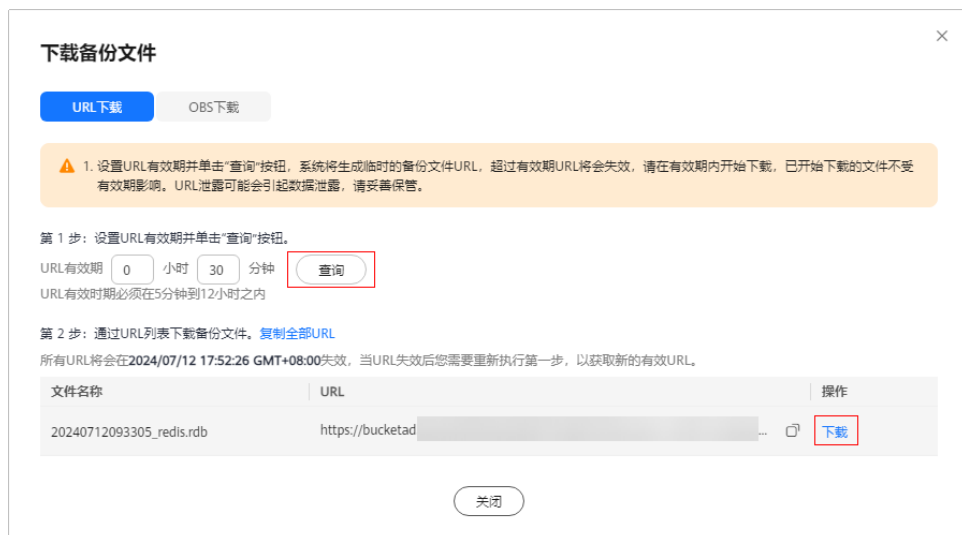 下载备份文件
URL下载 OBS下载
1. 设置URL有效期并单击“查询”按钮，系统将生成临时的备份文件URL，超过有效期URL将会失效，请在有效期内开始下载，已开始下载的文件不受
有效期影响。URL泄露可能会引起数据泄露，请妥善保管。
第 1 步：设置URL有效期并单击“查询”按钮。
URL有效期 0 小时 30 分钟 查询
URL有效时期必须在5分钟到12小时之内
第 2 步：通过URL列表下载备份文件。复制全部URL
所有URL将会在2024/07/12 17:52:26 GMT+08:00失效，当URL失效后您需要重新执行第一步，以获取新的有效URL。
文件名称 URL 操作
20240712093305_redis.rdb https://bucketad ... 下载
关闭